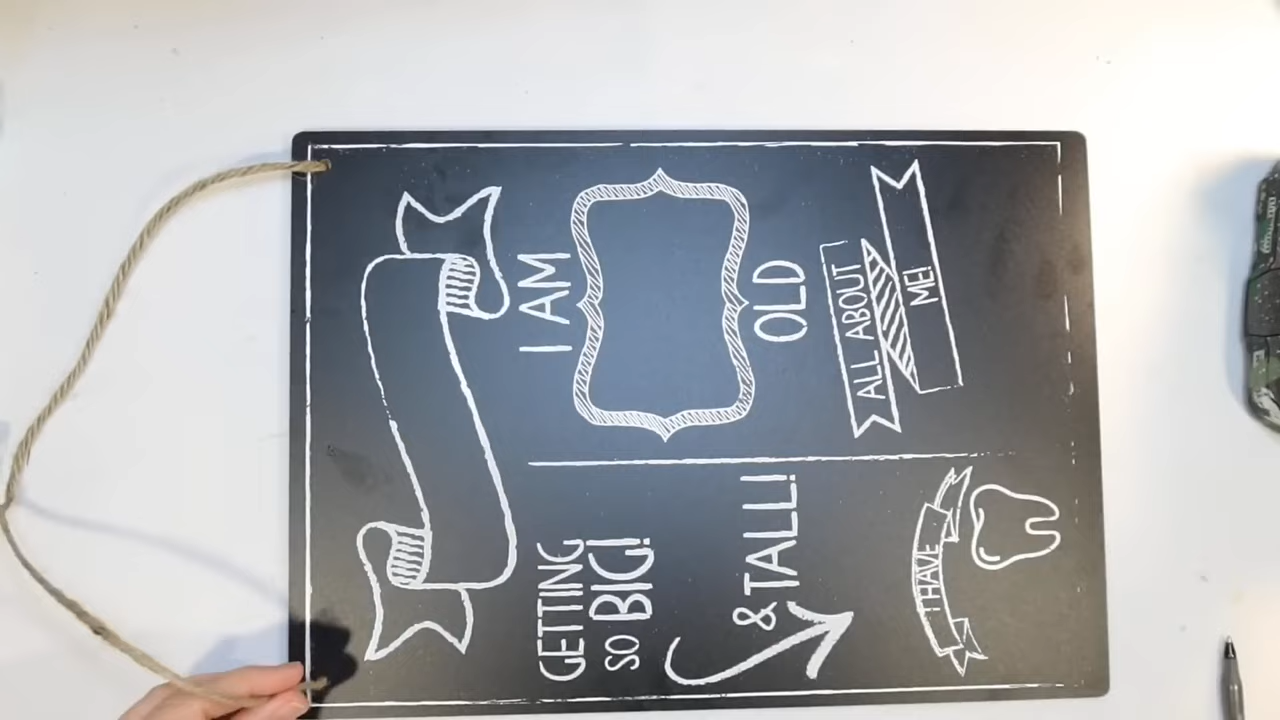 I AM
OLD
GETTING
SO BIG!
& TALL!
ALL ABOUT
ME!
I HAVE